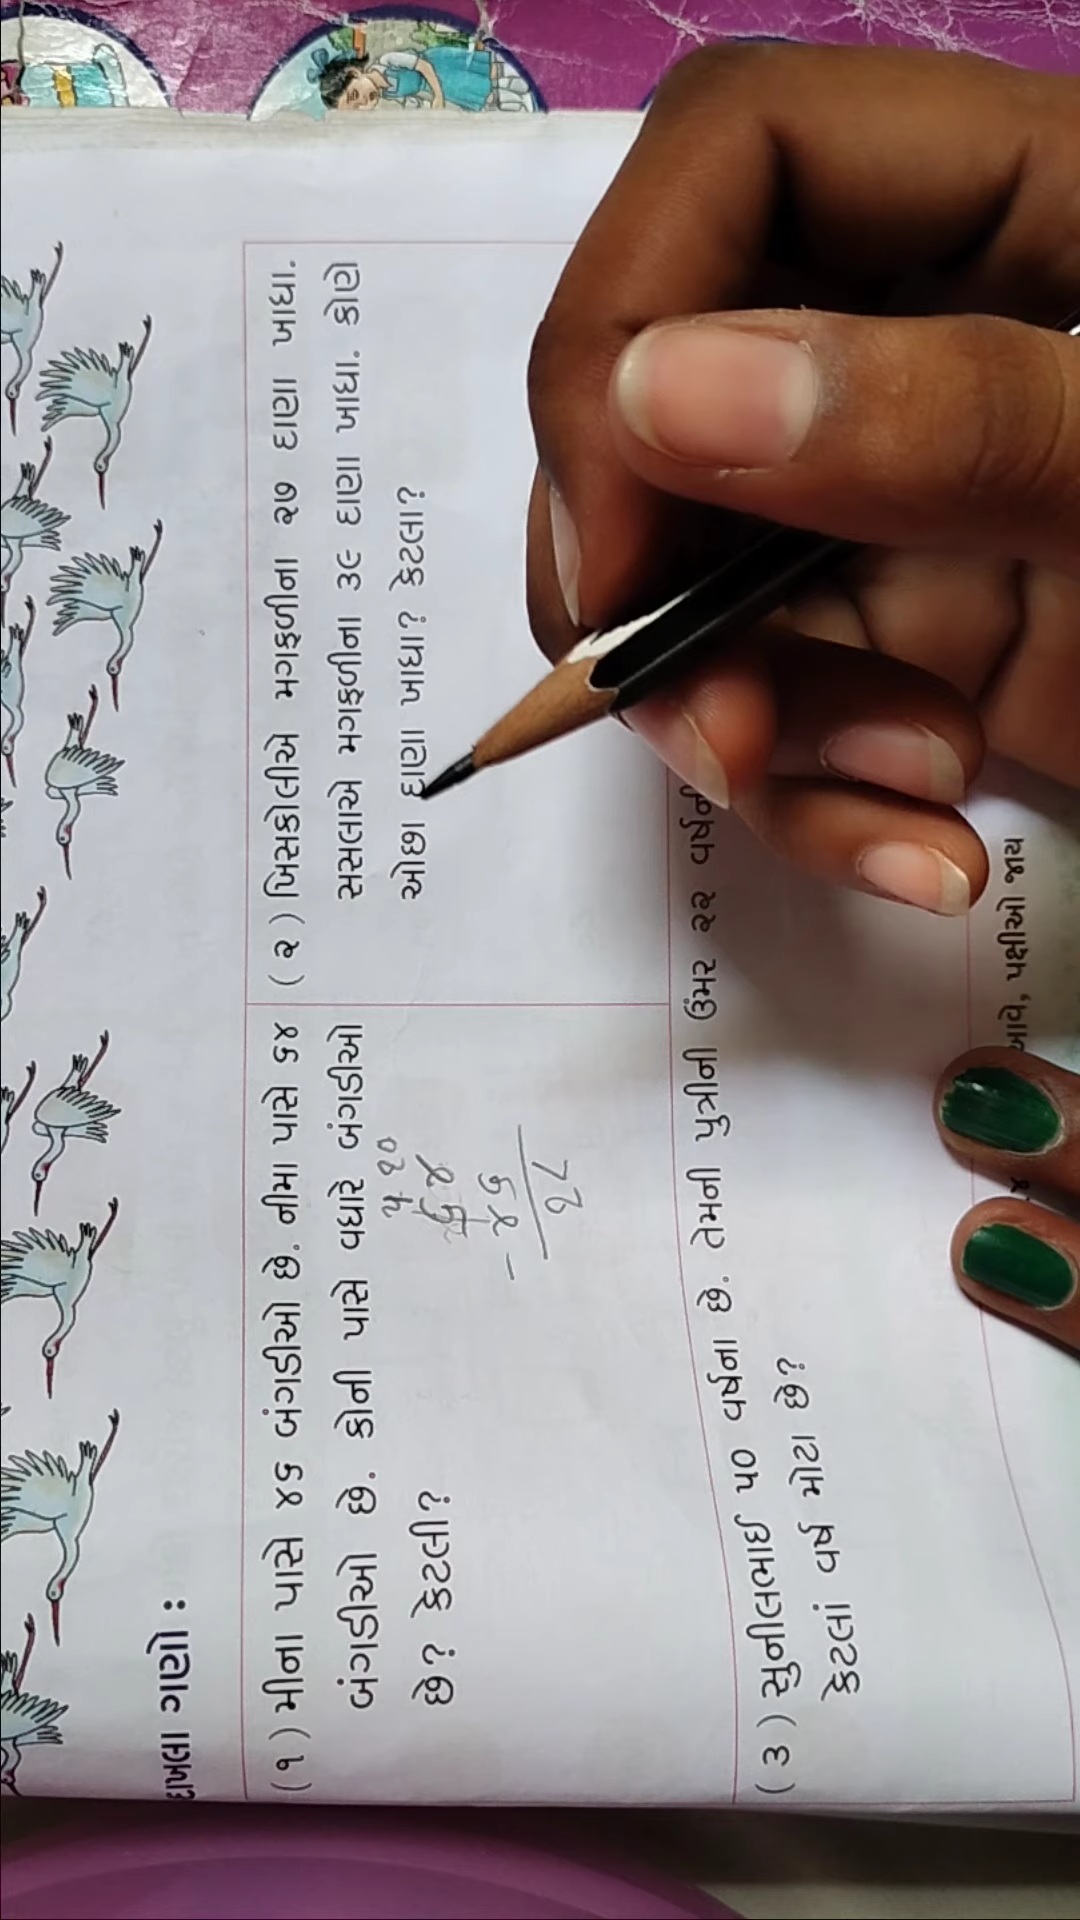 દાખલા ગણો :
(૧) મીના પાસે ૪૬ બંગડીઓ છે. નીમા પાસે ૬૪
બંગડીઓ છે. કોની પાસે વધારે બંગડીઓ
છે ? કેટલી?
(૨) ખિસકોલીએ મગફળીના ૨૭ દાણા ખાધા.
સસલાએ મગફળીના ૩૮ દાણા ખાધા. કોણે
ઓછા દાણા ખાધા? કેટલા?
(૩) સુનીલભાઈ ૫૦ વર્ષના છે. તેમની પુત્રીની ઉંમર ૨૨ વર્ષની
કેટલાં વર્ષ મોટા છે?
પક્ષીઓ જાય